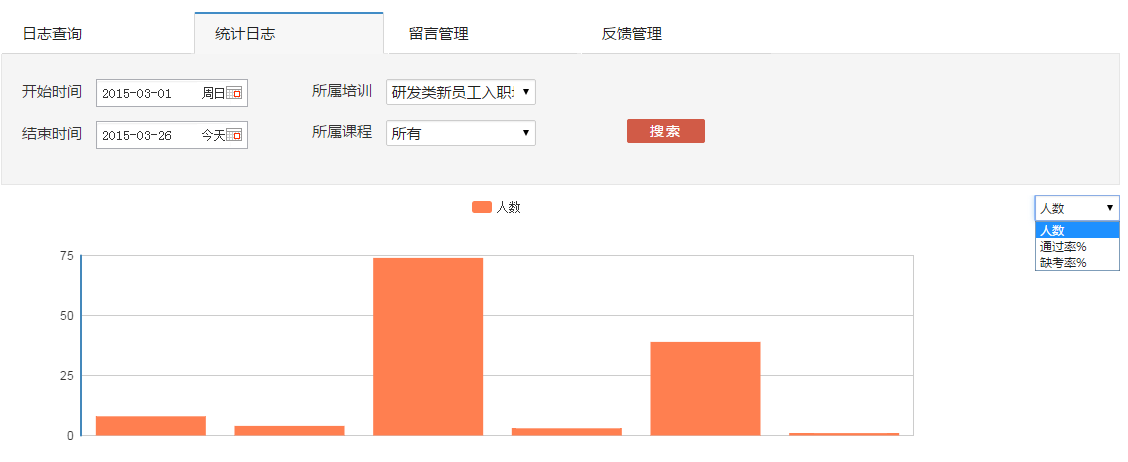 日志查询 统计日志 留言管理 反馈管理
开始时间 2015-03-01 周日 所属培训 研发类新员工入职
结束时间 2015-03-26 今天 所属课程 所有 搜索
人数 人数
人数
通过率%
缺考率%
75
50
25
0